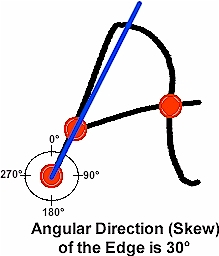 0°
270°
90°
180°
Angular Direction (Skew)
of the Edge is 30°